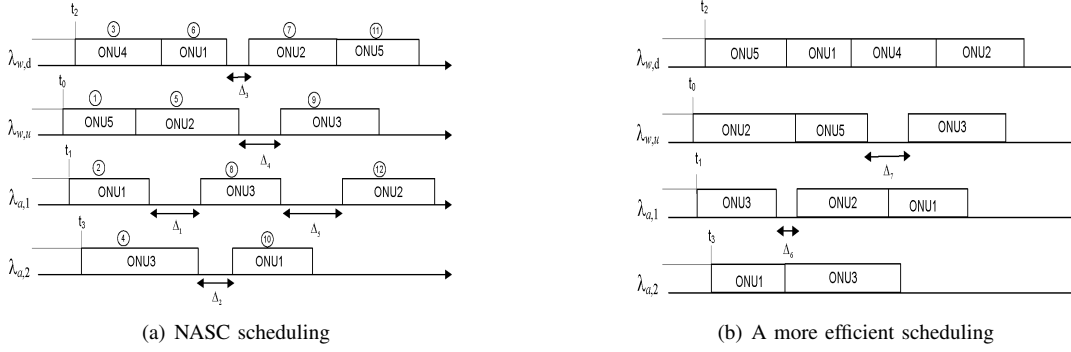 t2
③ ⑥ ⑦ ⑪
λw,d ONU4 ONU1 ONU2 ONU5
Δ3
t0
① ⑤ ⑨
λw,u ONU5 ONU2 ONU3
Δ4
t1
② ⑧ ⑫
λa,1 ONU1 ONU3 ONU2
Δ1 Δ5
t3
④ ⑩
λa,2 ONU3 ONU1
Δ2
(a) NASC scheduling
t2
λw,d ONU5 ONU1 ONU4 ONU2
t0
λw,u ONU2 ONU5 ONU3
Δ7
t1
λa,1 ONU3 ONU2 ONU1
Δ6
t3
λa,2 ONU1 ONU3
(b) A more efficient scheduling